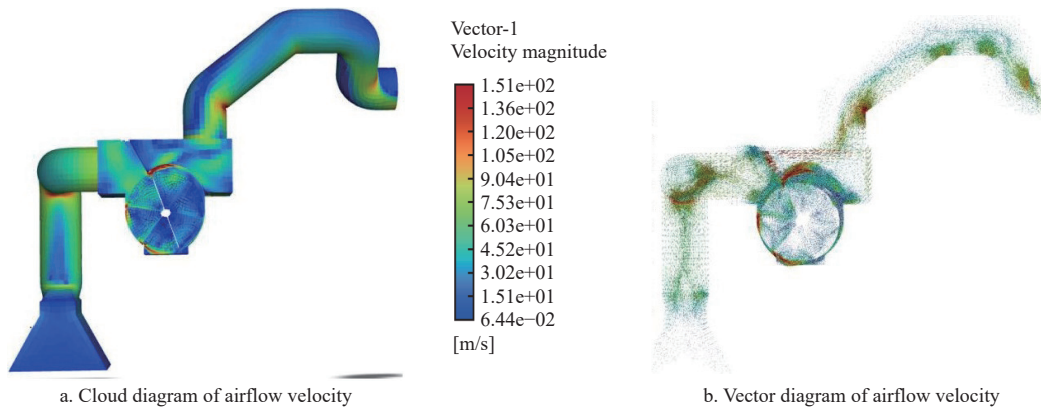 Vector-1
Velocity magnitude
1.51e+02
1.36e+02
1.20e+02
1.05e+02
9.04e+01
7.53e+01
6.03e+01
4.52e+01
3.02e+01
1.51e+01
6.44e−02
[m/s]
a. Cloud diagram of airflow velocity
b. Vector diagram of airflow velocity